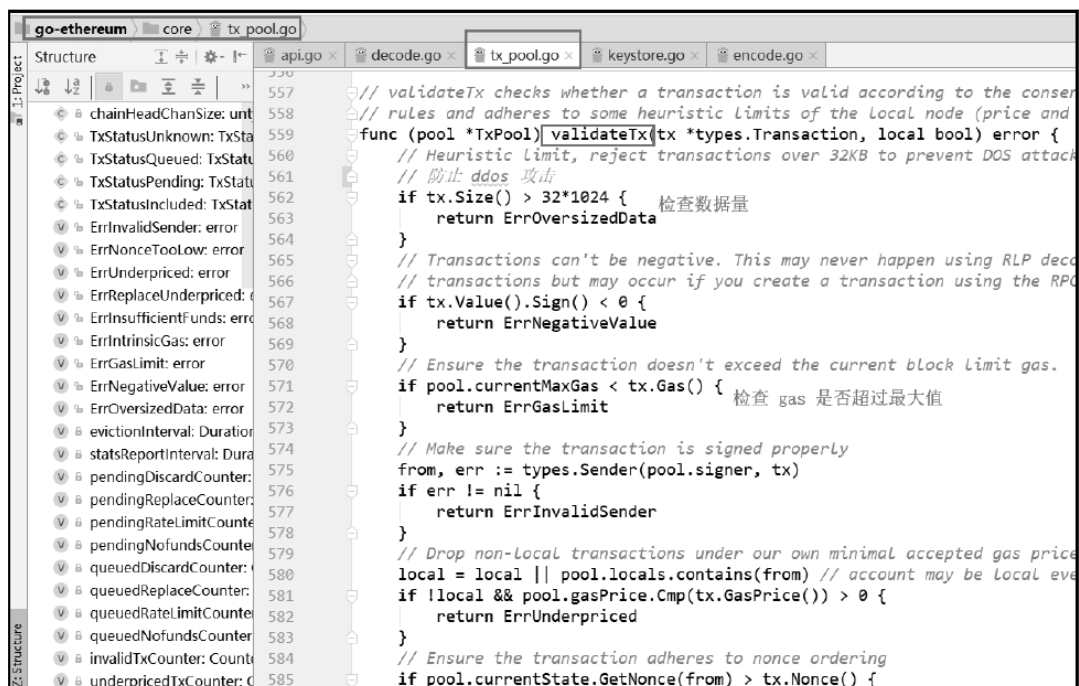 go-ethereum core tx_pool.go
Structure
api.go decode.go tx_pool.go keystore.go encode.go
1: Project
Z: Structure
chainHeadChanSize: unt
TxStatusUnknown: TxSta
TxStatusQueued: TxStatu
TxStatusPending: TxStatu
TxStatusIncluded: TxStat
ErrInvalidSender: error
ErrNonceTooLow: error
ErrUnderpriced: error
ErrReplaceUnderpriced: e
ErrInsufficientFunds: erro
ErrIntrinsicGas: error
ErrGasLimit: error
ErrNegativeValue: error
ErrOversizedData: error
evictionInterval: Duration
statsReportInterval: Dura
pendingDiscardCounter:
pendingReplaceCounter:
pendingRateLimitCounte
pendingNofundsCounter
queuedDiscardCounter: (
queuedReplaceCounter:
queuedRateLimitCounter
queuedNofundsCounter
invalidTxCounter: Counte
underpricedTxCounter: C
556
557 // validateTx checks whether a transaction is valid according to the consen
558 // rules and adheres to some heuristic limits of the local node (price and
559 func (pool *TxPool) validateTx(tx *types.Transaction, local bool) error {
560 // Heuristic limit, reject transactions over 32KB to prevent DOS attack
561 // 防止 ddos 攻击
562 if tx.Size() > 32*1024 { 检查数据量
563 return ErrOversizedData
564 }
565 // Transactions can't be negative. This may never happen using RLP deco
566 // transactions but may occur if you create a transaction using the RPC
567 if tx.Value().Sign() < 0 {
568 return ErrNegativeValue
569 }
570 // Ensure the transaction doesn't exceed the current block limit gas.
571 if pool.currentMaxGas < tx.Gas() { 检查 gas 是否超过最大值
572 return ErrGasLimit
573 }
574 // Make sure the transaction is signed properly
575 from, err := types.Sender(pool.signer, tx)
576 if err != nil {
577 return ErrInvalidSender
578 }
579 // Drop non-local transactions under our own minimal accepted gas price
580 local = local || pool.locals.contains(from) // account may be local eve
581 if !local && pool.gasPrice.Cmp(tx.GasPrice()) > 0 {
582 return ErrUnderpriced
583 }
584 // Ensure the transaction adheres to nonce ordering
585 if pool.currentState.GetNonce(from) > tx.Nonce() {